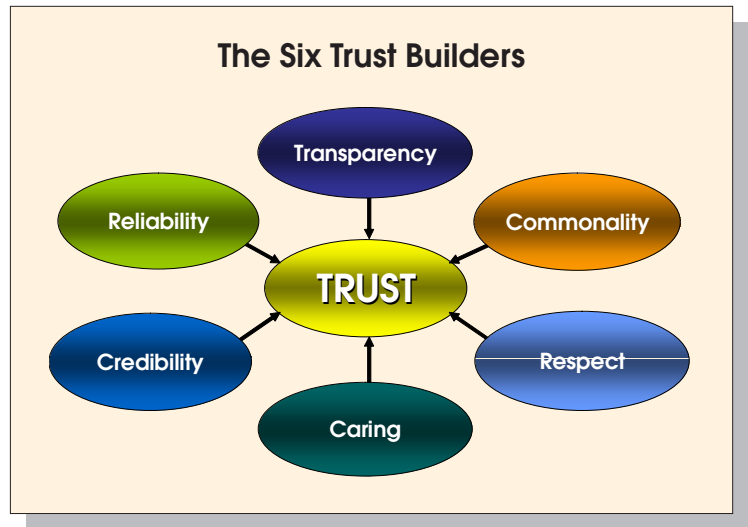 The Six Trust Builders
Transparency
Reliability
Commonality
TRUST
Credibility
Respect
Caring